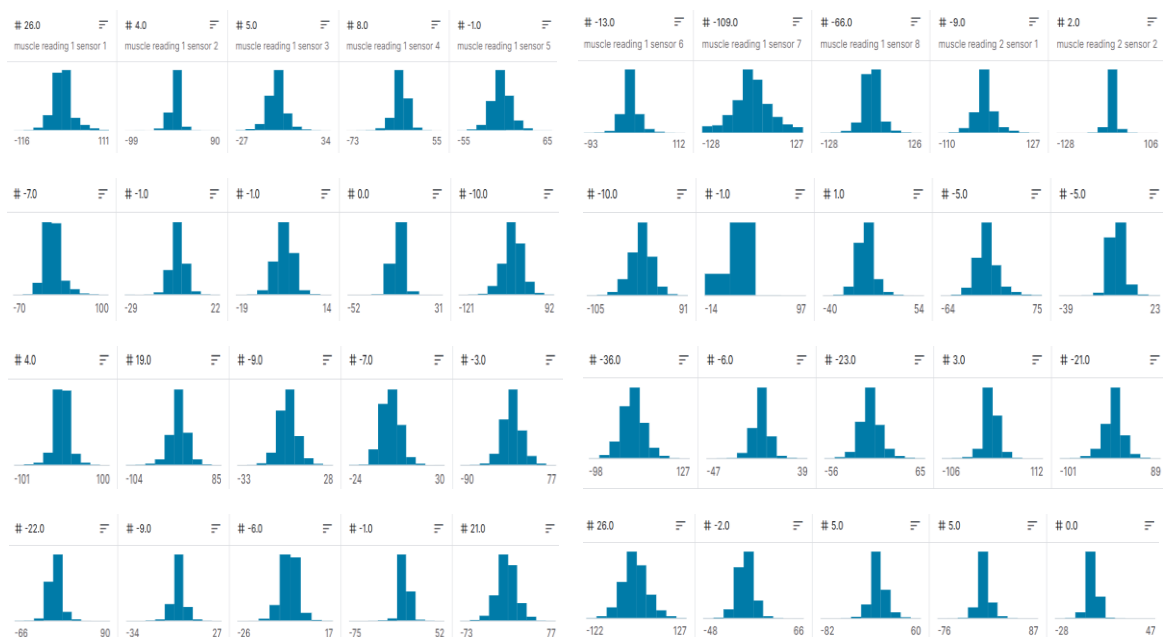 # 26.0 # 4.0 # 5.0 # 8.0 # -1.0 # -13.0 # -109.0 # -66.0 # -9.0 # 2.0
muscle reading 1 sensor 1 muscle reading 1 sensor 2 muscle reading 1 sensor 3 muscle reading 1 sensor 4 muscle reading 1 sensor 5 muscle reading 1 sensor 6 muscle reading 1 sensor 7 muscle reading 1 sensor 8 muscle reading 2 sensor 1 muscle reading 2 sensor 2
-116 111 -99 90 -27 34 -73 55 -55 65 -93 112 -128 127 -128 126 -110 127 -128 106
# -7.0 # -1.0 # -1.0 # 0.0 # -10.0 # -10.0 # -1.0 # 1.0 # -5.0 # -5.0
-70 100 -29 22 -19 14 -52 31 -121 92 -105 91 -14 97 -40 54 -64 75 -39 23
# 4.0 # 19.0 # -9.0 # -7.0 # -3.0 # -36.0 # -6.0 # -23.0 # 3.0 # -21.0
-101 100 -104 85 -33 28 -24 30 -90 77 -98 127 -47 39 -56 65 -106 112 -101 89
# -22.0 # -9.0 # -6.0 # -1.0 # 21.0 # 26.0 # -2.0 # 5.0 # 5.0 # 0.0
-66 90 -34 27 -26 17 -75 52 -73 77 -122 127 -48 66 -82 60 -76 87 -28 47